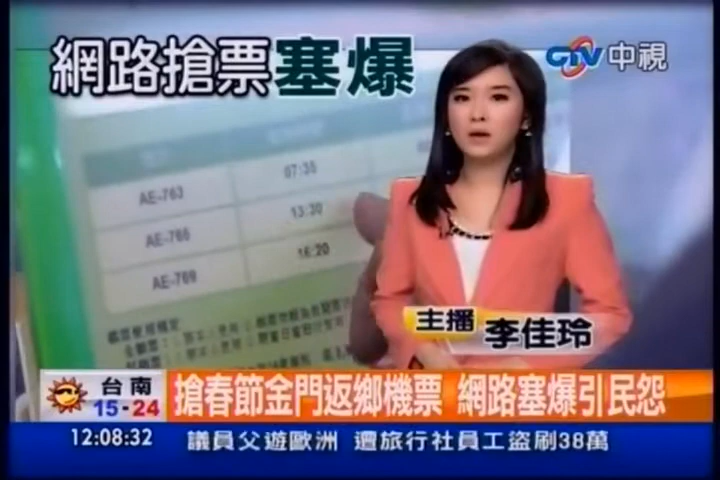 網路搶票塞爆
CTV中視
AE-763 07:35
AE-765 13:30
AE-769 16:20
主播 李佳玲
台南
15-24
搶春節金門返鄉機票 網路塞爆引民怨
12:08:32
議員父遊歐洲 遭旅行社員工盜刷38萬